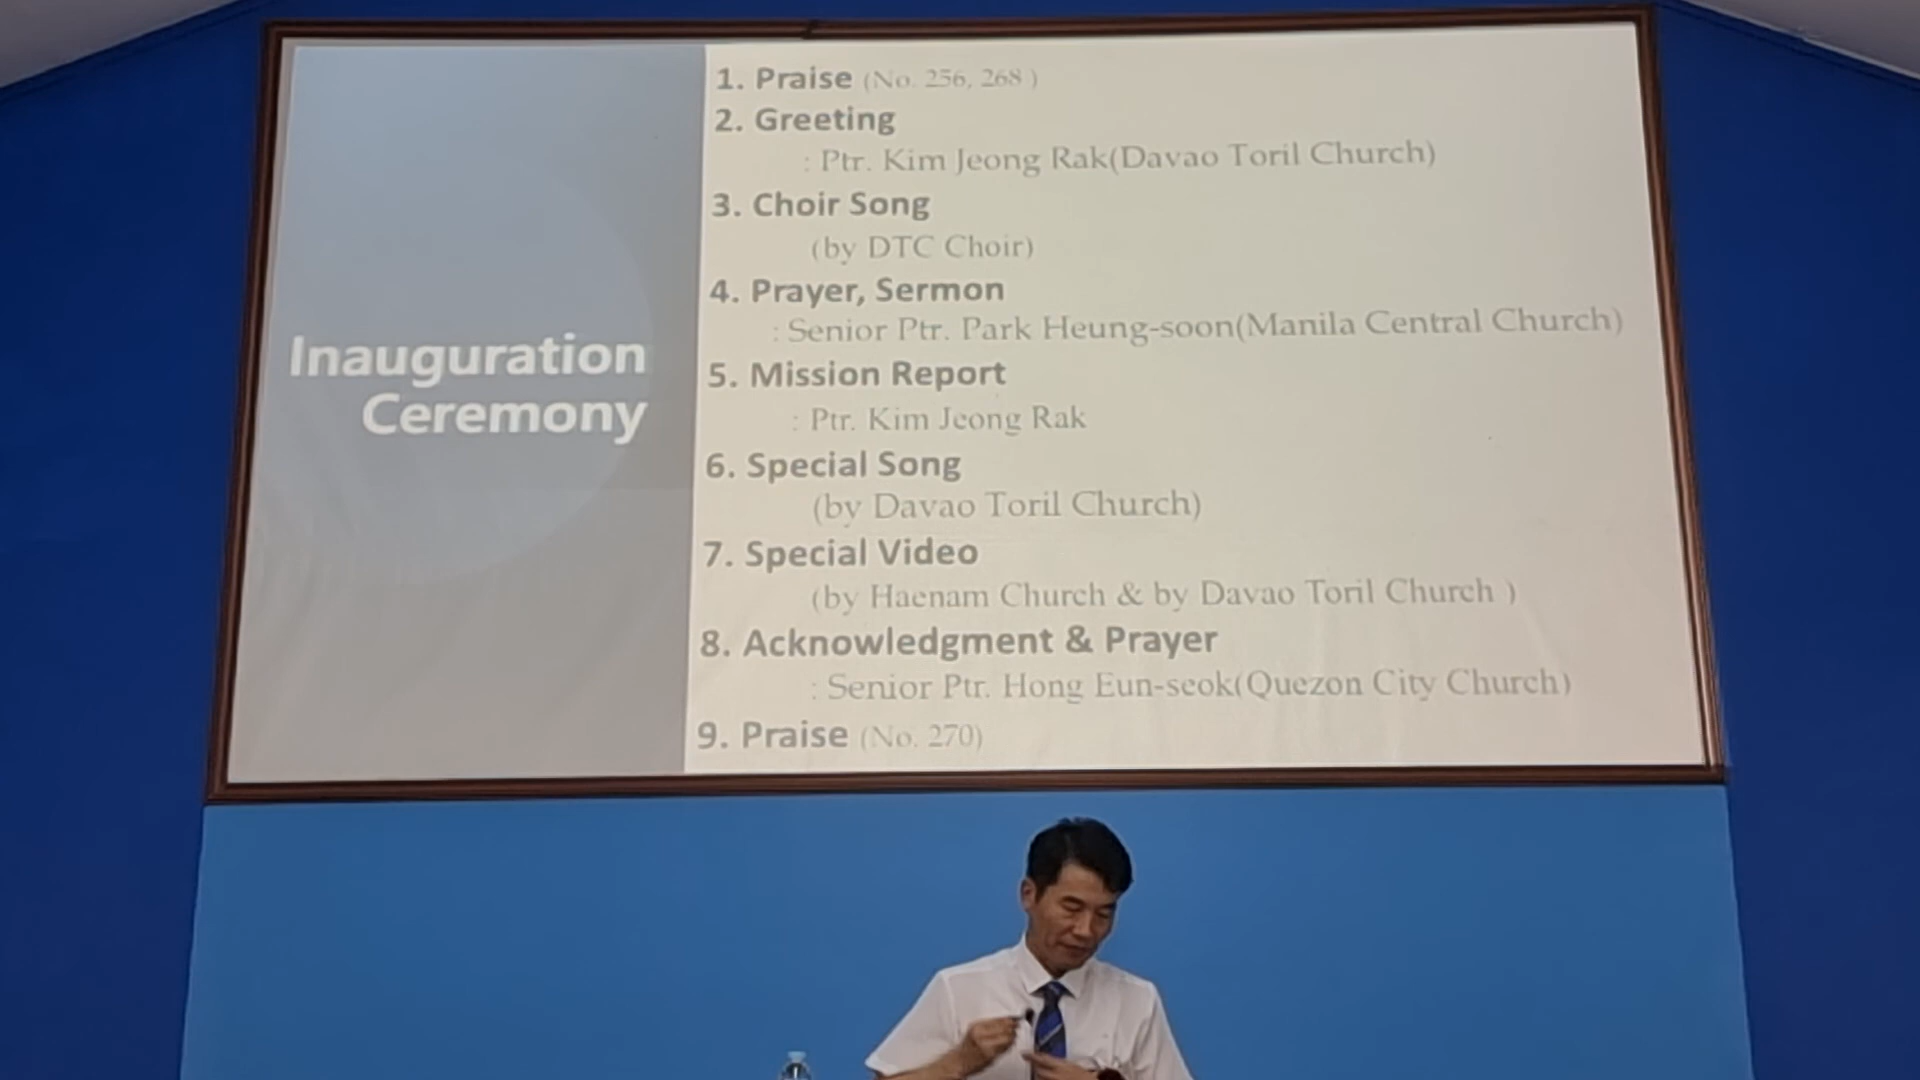 Inauguration
Ceremony
1. Praise (No. 256, 268 )
2. Greeting
: Ptr. Kim Jeong Rak(Davao Toril Church)
3. Choir Song
(by DTC Choir)
4. Prayer, Sermon
: Senior Ptr. Park Heung-soon(Manila Central Church)
5. Mission Report
: Ptr. Kim Jeong Rak
6. Special Song
(by Davao Toril Church)
7. Special Video
(by Haenam Church & by Davao Toril Church )
8. Acknowledgment & Prayer
: Senior Ptr. Hong Eun-seok(Quezon City Church)
9. Praise (No. 270)